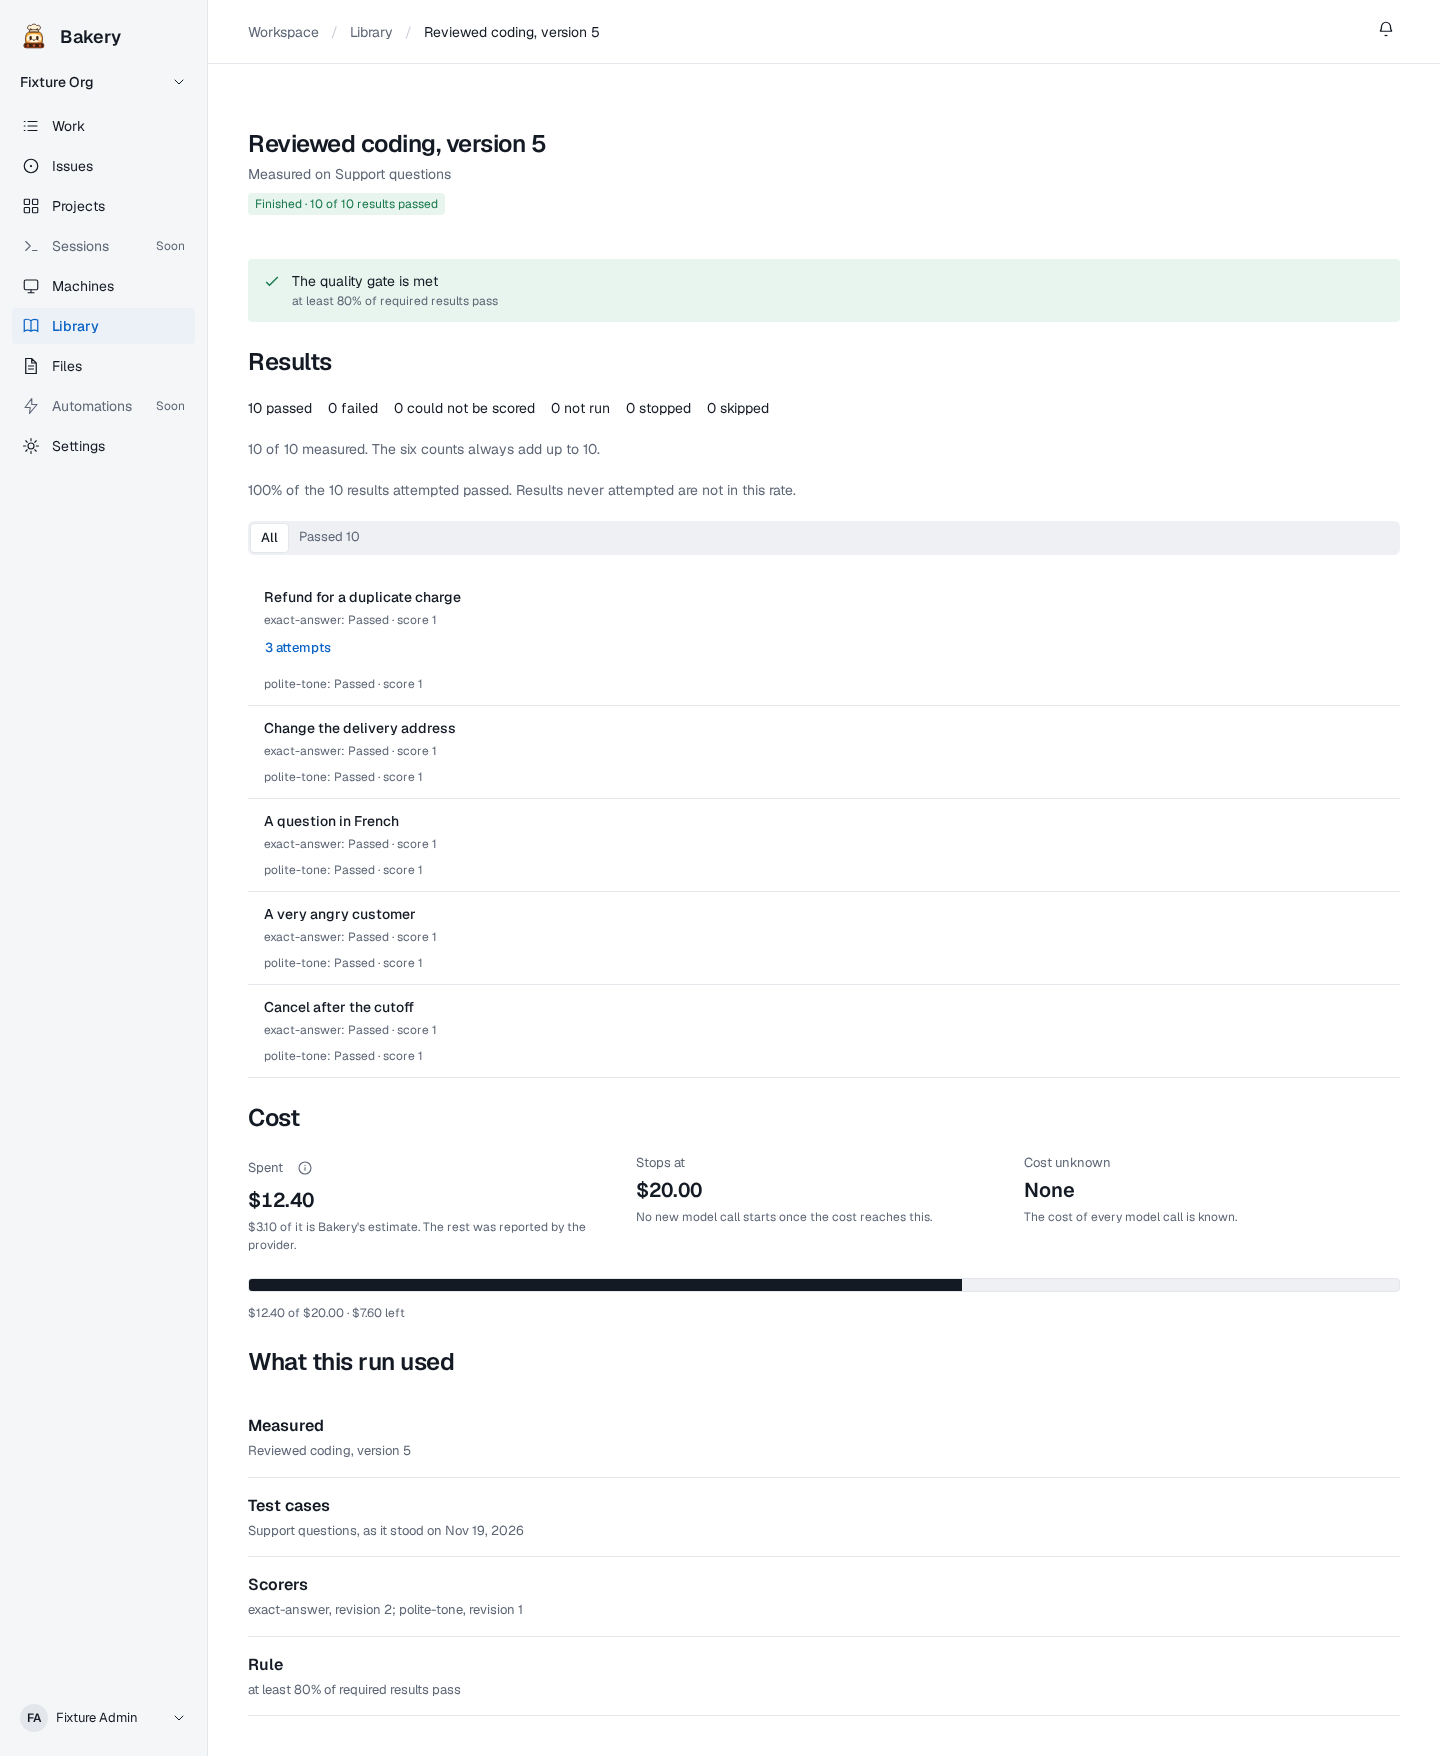 Bakery
Fixture Org
Work
Issues
Projects
Sessions Soon
Machines
Library
Files
Automations Soon
Settings
FA Fixture Admin
Workspace / Library / Reviewed coding, version 5
Reviewed coding, version 5
Measured on Support questions
Finished · 10 of 10 results passed
The quality gate is met
at least 80% of required results pass
Results
10 passed 0 failed 0 could not be scored 0 not run 0 stopped 0 skipped
10 of 10 measured. The six counts always add up to 10.
100% of the 10 results attempted passed. Results never attempted are not in this rate.
All Passed 10
Refund for a duplicate charge
exact-answer: Passed · score 1
3 attempts
polite-tone: Passed · score 1
Change the delivery address
exact-answer: Passed · score 1
polite-tone: Passed · score 1
A question in French
exact-answer: Passed · score 1
polite-tone: Passed · score 1
A very angry customer
exact-answer: Passed · score 1
polite-tone: Passed · score 1
Cancel after the cutoff
exact-answer: Passed · score 1
polite-tone: Passed · score 1
Cost
Spent
$12.40
$3.10 of it is Bakery's estimate. The rest was reported by the
provider.
Stops at
$20.00
No new model call starts once the cost reaches this.
Cost unknown
None
The cost of every model call is known.
$12.40 of $20.00 · $7.60 left
What this run used
Measured
Reviewed coding, version 5
Test cases
Support questions, as it stood on Nov 19, 2026
Scorers
exact-answer, revision 2; polite-tone, revision 1
Rule
at least 80% of required results pass